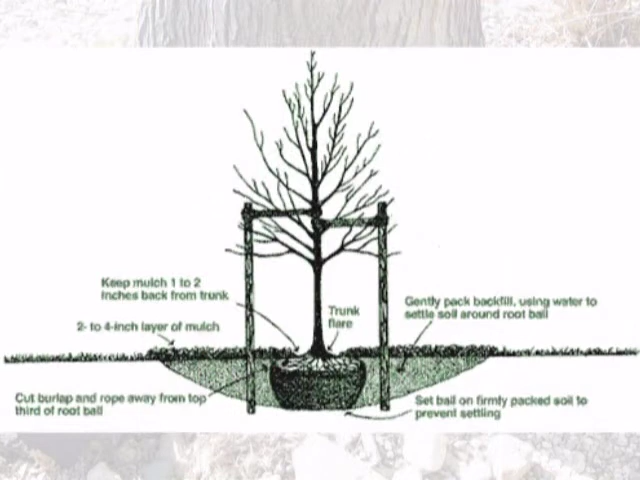 Keep mulch 1 to 2
inches back from trunk
2- to 4-inch layer of mulch
Trunk
flare
Gently pack backfill, using water to
settle soil around root ball
Cut burlap and rope away from top
third of root ball
Set ball on firmly packed soil to
prevent settling